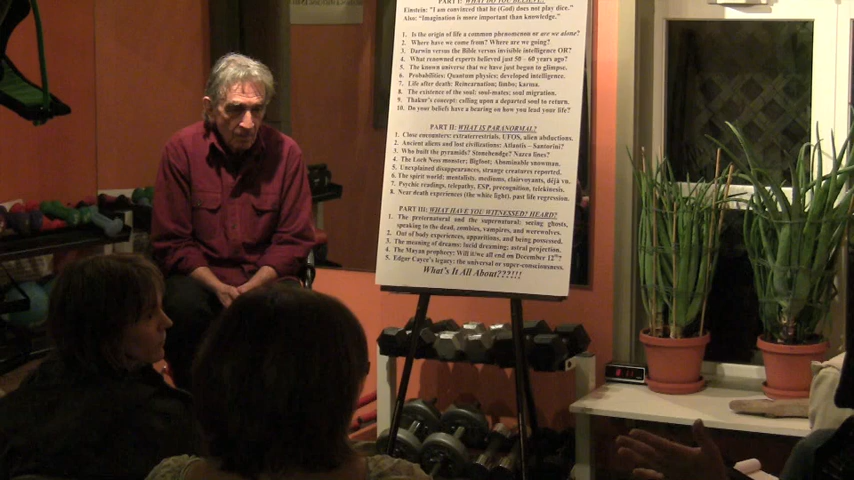 PART I: WHAT DO YOU BELIEVE?
Einstein: "I am convinced that he (God) does not play dice."
Also: "Imagination is more important than knowledge."
1. Is the origin of life a common phenomenon or are we alone?
2. Where have we come from? Where are we going?
3. Darwin versus the Bible versus invisible intelligence OR?
4. What renowned experts believed just 50 - 60 years ago?
5. The known universe that we have just begun to glimpse.
6. Probabilities: Quantum physics; developed intelligence.
7. Life after death: Reincarnation; limbo; karma.
8. The existence of the soul; soul-mates; soul migration.
9. Thakur's concept: calling upon a departed soul to return.
10. Do your beliefs have a bearing on how you lead your life?
PART II: WHAT IS PARANORMAL?
1. Close encounters: extraterrestrials, UFOS, alien abductions.
2. Ancient aliens and lost civilizations: Atlantis – Santorini?
3. Who built the pyramids? Stonehenge? Nazca lines?
4. The Loch Ness monster; Bigfoot; Abominable snowman.
5. Unexplained disappearances, strange creatures reported.
6. The spirit world: mentalists, mediums, clairvoyants, déjà vu.
7. Psychic readings, telepathy, ESP, precognition, telekinesis.
8. Near death experiences (the white light), past life regression.
PART III: WHAT HAVE YOU WITNESSED? HEARD?
1. The preternatural and the supernatural: seeing ghosts,
speaking to the dead, zombies, vampires, and werewolves.
2. Out of body experiences, apparitions, and being possessed.
3. The meaning of dreams: lucid dreaming; astral projection.
4. The Mayan prophecy: Will it/we all end on December 12th?
5. Edgar Cayce's legacy: the universal or super-consciousness.
What's It All About???!!!